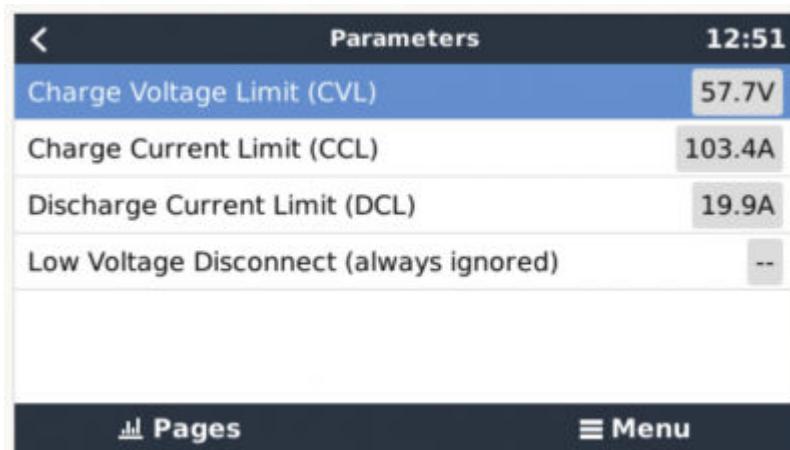 Parameters 12:51
Charge Voltage Limit (CVL) 57.7V
Charge Current Limit (CCL) 103.4A
Discharge Current Limit (DCL) 19.9A
Low Voltage Disconnect (always ignored) --
Pages Menu